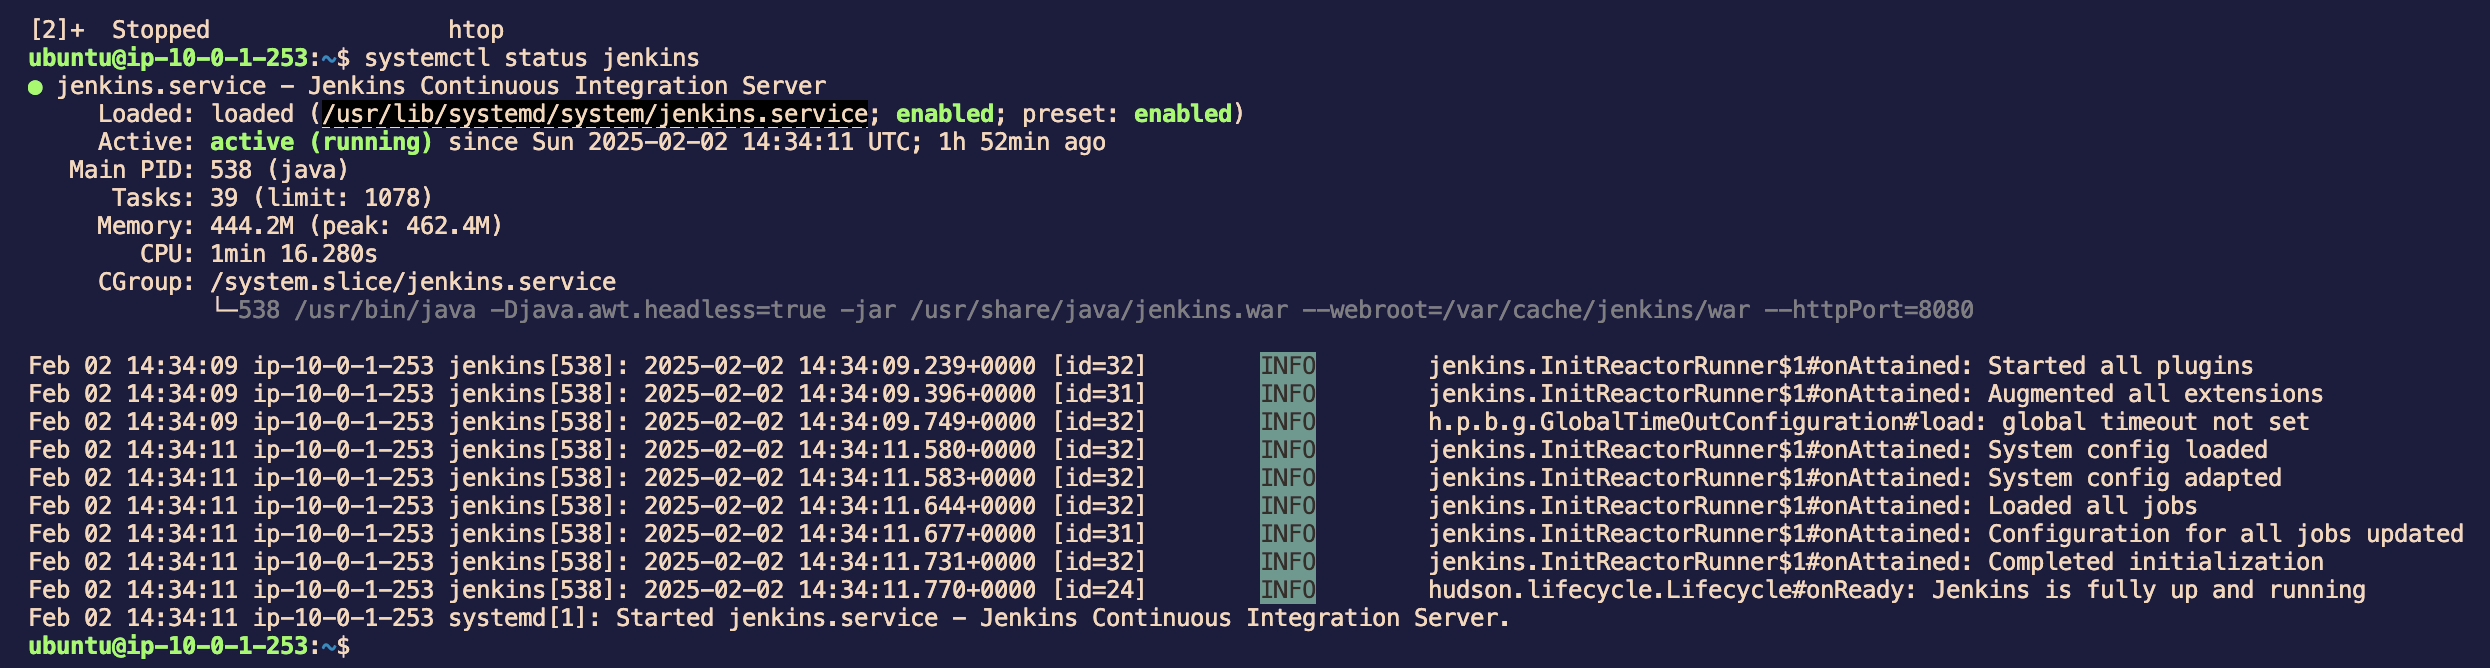 [2]+  Stopped                 htop
ubuntu@ip-10-0-1-253:~$ systemctl status jenkins
● jenkins.service - Jenkins Continuous Integration Server
     Loaded: loaded (/usr/lib/systemd/system/jenkins.service; enabled; preset: enabled)
     Active: active (running) since Sun 2025-02-02 14:34:11 UTC; 1h 52min ago
   Main PID: 538 (java)
      Tasks: 39 (limit: 1078)
     Memory: 444.2M (peak: 462.4M)
        CPU: 1min 16.280s
     CGroup: /system.slice/jenkins.service
             └─538 /usr/bin/java -Djava.awt.headless=true -jar /usr/share/java/jenkins.war --webroot=/var/cache/jenkins/war --httpPort=8080
Feb 02 14:34:09 ip-10-0-1-253 jenkins[538]: 2025-02-02 14:34:09.239+0000 [id=32]        INFO        jenkins.InitReactorRunner$1#onAttained: Started all plugins
Feb 02 14:34:09 ip-10-0-1-253 jenkins[538]: 2025-02-02 14:34:09.396+0000 [id=31]        INFO        jenkins.InitReactorRunner$1#onAttained: Augmented all extensions
Feb 02 14:34:09 ip-10-0-1-253 jenkins[538]: 2025-02-02 14:34:09.749+0000 [id=32]        INFO        h.p.b.g.GlobalTimeOutConfiguration#load: global timeout not set
Feb 02 14:34:11 ip-10-0-1-253 jenkins[538]: 2025-02-02 14:34:11.580+0000 [id=32]        INFO        jenkins.InitReactorRunner$1#onAttained: System config loaded
Feb 02 14:34:11 ip-10-0-1-253 jenkins[538]: 2025-02-02 14:34:11.583+0000 [id=32]        INFO        jenkins.InitReactorRunner$1#onAttained: System config adapted
Feb 02 14:34:11 ip-10-0-1-253 jenkins[538]: 2025-02-02 14:34:11.644+0000 [id=32]        INFO        jenkins.InitReactorRunner$1#onAttained: Loaded all jobs
Feb 02 14:34:11 ip-10-0-1-253 jenkins[538]: 2025-02-02 14:34:11.677+0000 [id=31]        INFO        jenkins.InitReactorRunner$1#onAttained: Configuration for all jobs updated
Feb 02 14:34:11 ip-10-0-1-253 jenkins[538]: 2025-02-02 14:34:11.731+0000 [id=32]        INFO        jenkins.InitReactorRunner$1#onAttained: Completed initialization
Feb 02 14:34:11 ip-10-0-1-253 jenkins[538]: 2025-02-02 14:34:11.770+0000 [id=24]        INFO        hudson.lifecycle.Lifecycle#onReady: Jenkins is fully up and running
Feb 02 14:34:11 ip-10-0-1-253 systemd[1]: Started jenkins.service - Jenkins Continuous Integration Server.
ubuntu@ip-10-0-1-253:~$